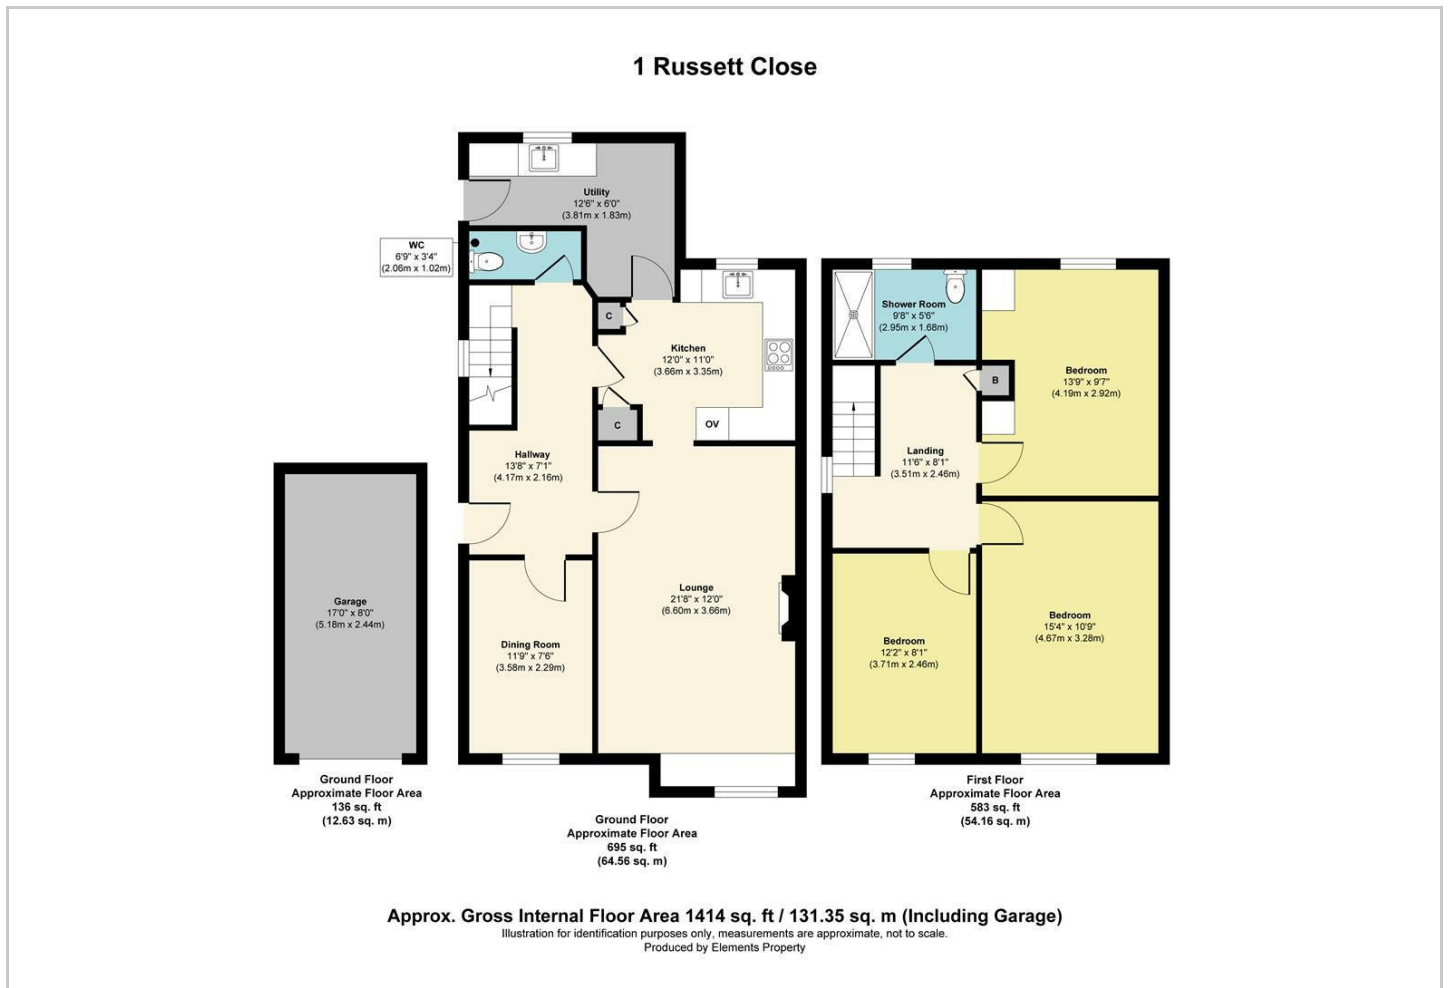 1 Russett Close
Utility
12'6" x 6'0"
(3.81m x 1.83m)
WC
6'9" x 3'4"
(2.06m x 1.02m)
C
Kitchen
12'0" x 11'0"
(3.66m x 3.35m)
C
OV
Hallway
13'8" x 7'1"
(4.17m x 2.16m)
Lounge
21'8" x 12'0"
(6.60m x 3.66m)
Dining Room
11'9" x 7'6"
(3.58m x 2.29m)
Garage
17'0" x 8'0"
(5.18m x 2.44m)
Shower Room
9'8" x 5'6"
(2.95m x 1.68m)
Bedroom
13'9" x 9'7"
(4.19m x 2.92m)
B
Landing
11'6" x 8'1"
(3.51m x 2.46m)
Bedroom
12'2" x 8'1"
(3.71m x 2.46m)
Bedroom
15'4" x 10'9"
(4.67m x 3.28m)
Ground Floor
Approximate Floor Area
136 sq. ft
(12.63 sq. m)
Ground Floor
Approximate Floor Area
695 sq. ft
(64.56 sq. m)
First Floor
Approximate Floor Area
583 sq. ft
(54.16 sq. m)
Approx. Gross Internal Floor Area 1414 sq. ft / 131.35 sq. m (Including Garage)
Illustration for identification purposes only, measurements are approximate, not to scale.
Produced by Elements Property